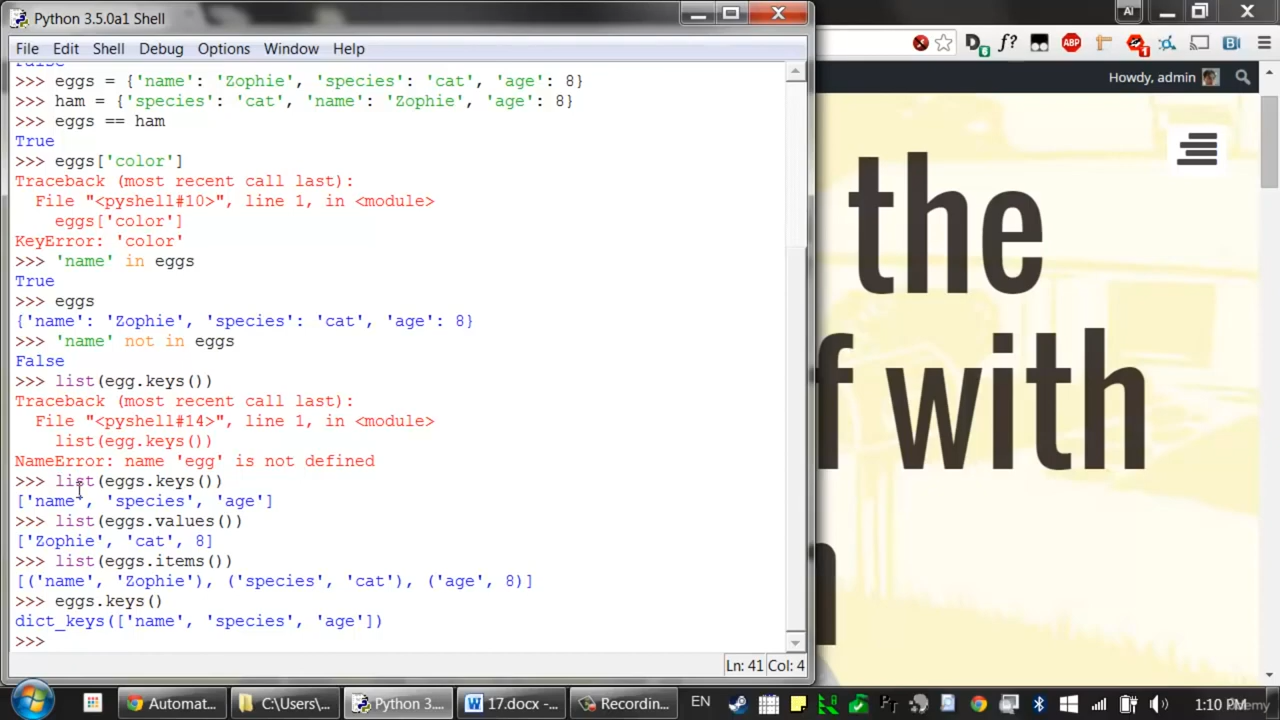 Python 3.5.0a1 Shell
File Edit Shell Debug Options Window Help
False
>>> eggs = {'name': 'Zophie', 'species': 'cat', 'age': 8}
>>> ham = {'species': 'cat', 'name': 'Zophie', 'age': 8}
>>> eggs == ham
True
>>> eggs['color']
Traceback (most recent call last):
  File "<pyshell#10>", line 1, in <module>
    eggs['color']
KeyError: 'color'
>>> 'name' in eggs
True
>>> eggs
{'name': 'Zophie', 'species': 'cat', 'age': 8}
>>> 'name' not in eggs
False
>>> list(egg.keys())
Traceback (most recent call last):
  File "<pyshell#14>", line 1, in <module>
    list(egg.keys())
NameError: name 'egg' is not defined
>>> list(eggs.keys())
['name', 'species', 'age']
>>> list(eggs.values())
['Zophie', 'cat', 8]
>>> list(eggs.items())
[('name', 'Zophie'), ('species', 'cat'), ('age', 8)]
>>> eggs.keys()
dict_keys(['name', 'species', 'age'])
>>>
Ln: 41 Col: 4
AI
D 6 f? ABP 1 B
Howdy, admin
the
f with
Automat... C:\Users\... Python 3.... 17.docx -... Recordin... EN Pr 1:10 PM
Udemy